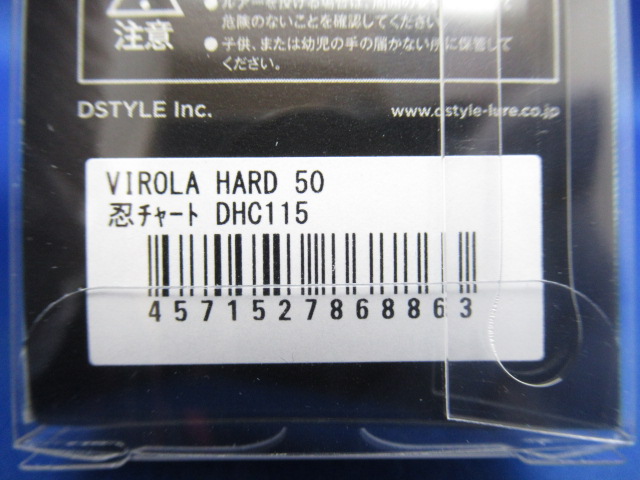 危険のないことを確認してください。
注意
● 子供、または幼児の手の届かない所に保管して
ください。
DSTYLE Inc.
www.dstyle-lure.co.jp
VIROLA HARD 50
忍ﾁｬｰﾄ DHC115
4571527868863